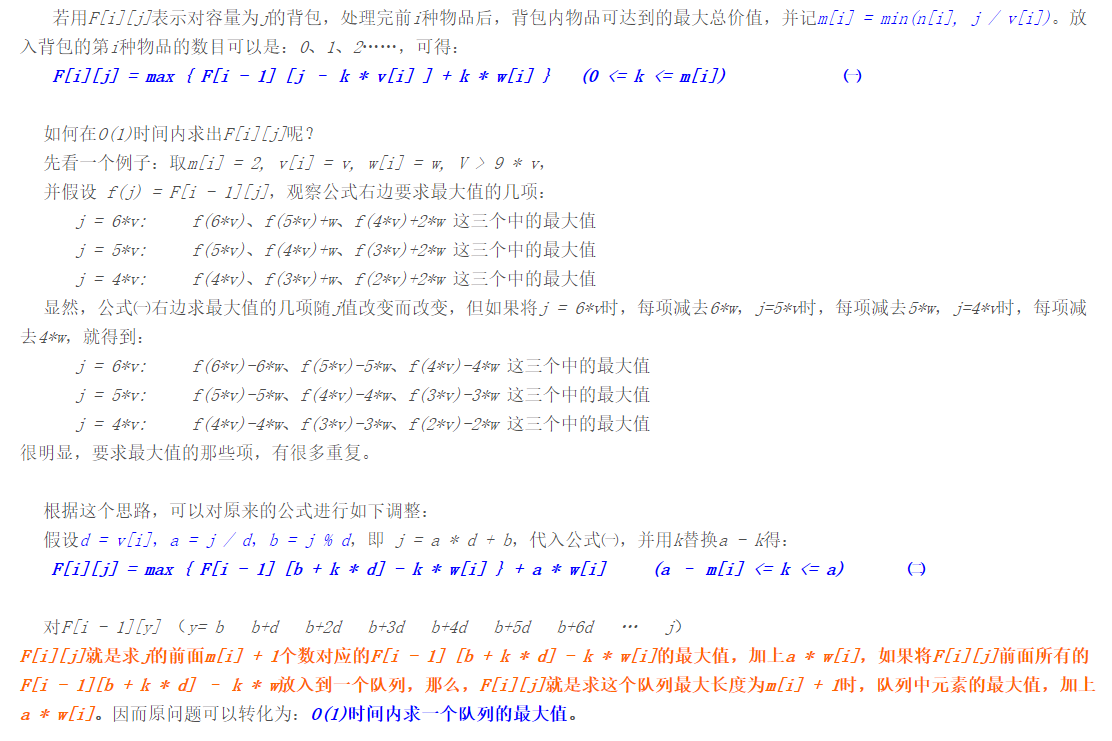 若用F[i][j]表示对容量为j的背包，处理完前i种物品后，背包内物品可达到的最大总价值，并记m[i] = min(n[i], j / v[i])。放
入背包的第i种物品的数目可以是：0、1、2……，可得：
F[i][j] = max { F[i - 1] [j - k * v[i] ] + k * w[i] } (0 <= k <= m[i]) ㈠
如何在O(1)时间内求出F[i][j]呢？
先看一个例子：取m[i] = 2, v[i] = v, w[i] = w, V > 9 * v,
并假设 f(j) = F[i - 1][j]，观察公式右边要求最大值的几项：
j = 6*v: f(6*v)、f(5*v)+w、f(4*v)+2*w 这三个中的最大值
j = 5*v: f(5*v)、f(4*v)+w、f(3*v)+2*w 这三个中的最大值
j = 4*v: f(4*v)、f(3*v)+w、f(2*v)+2*w 这三个中的最大值
显然，公式㈠右边求最大值的几项随j值改变而改变，但如果将j = 6*v时，每项减去6*w，j=5*v时，每项减去5*w，j=4*v时，每项减
去4*w，就得到：
j = 6*v: f(6*v)-6*w、f(5*v)-5*w、f(4*v)-4*w 这三个中的最大值
j = 5*v: f(5*v)-5*w、f(4*v)-4*w、f(3*v)-3*w 这三个中的最大值
j = 4*v: f(4*v)-4*w、f(3*v)-3*w、f(2*v)-2*w 这三个中的最大值
很明显，要求最大值的那些项，有很多重复。
根据这个思路，可以对原来的公式进行如下调整：
假设d = v[i]，a = j / d，b = j % d，即 j = a * d + b，代入公式㈠，并用k替换a - k得：
F[i][j] = max { F[i - 1] [b + k * d] - k * w[i] } + a * w[i] (a - m[i] <= k <= a) ㈡
对F[i - 1][y] （y= b b+d b+2d b+3d b+4d b+5d b+6d … j）
F[i][j]就是求j的前面m[i] + 1个数对应的F[i - 1] [b + k * d] - k * w[i]的最大值，加上a * w[i]，如果将F[i][j]前面所有的
F[i - 1][b + k * d] - k * w放入到一个队列，那么，F[i][j]就是求这个队列最大长度为m[i] + 1时，队列中元素的最大值，加上
a * w[i]。因而原问题可以转化为：O(1)时间内求一个队列的最大值。